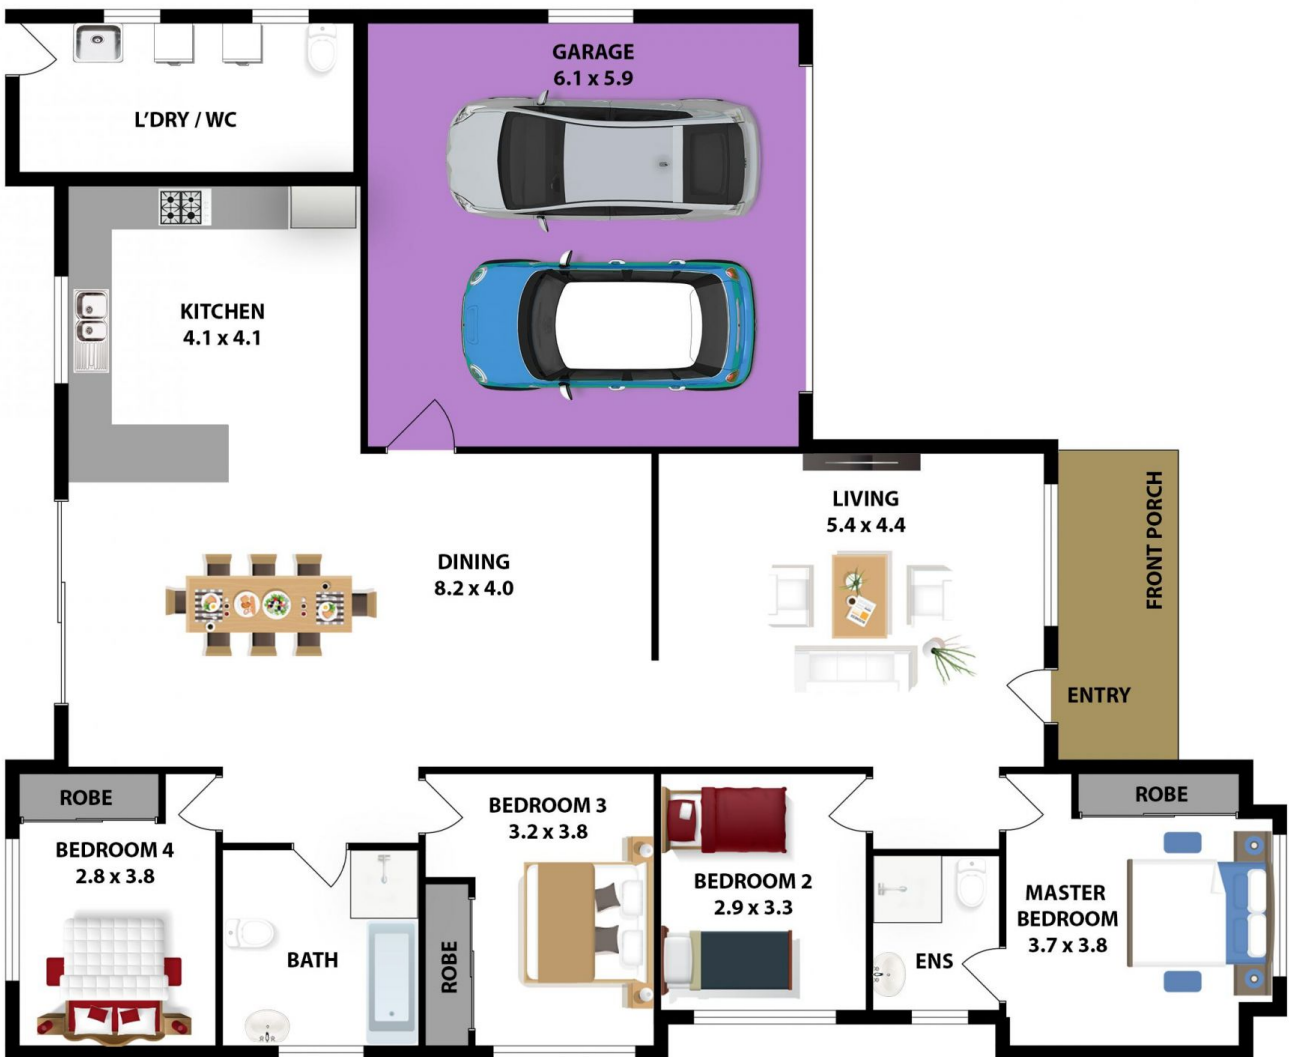 GARAGE
6.1 x 5.9
L'DRY / WC
KITCHEN
4.1 x 4.1
LIVING
5.4 x 4.4
FRONT PORCH
DINING
8.2 x 4.0
ENTRY
ROBE
BEDROOM 4
2.8 x 3.8
BATH
BEDROOM 3
3.2 x 3.8
ROBE
BEDROOM 2
2.9 x 3.3
ENS
ROBE
MASTER
BEDROOM
3.7 x 3.8